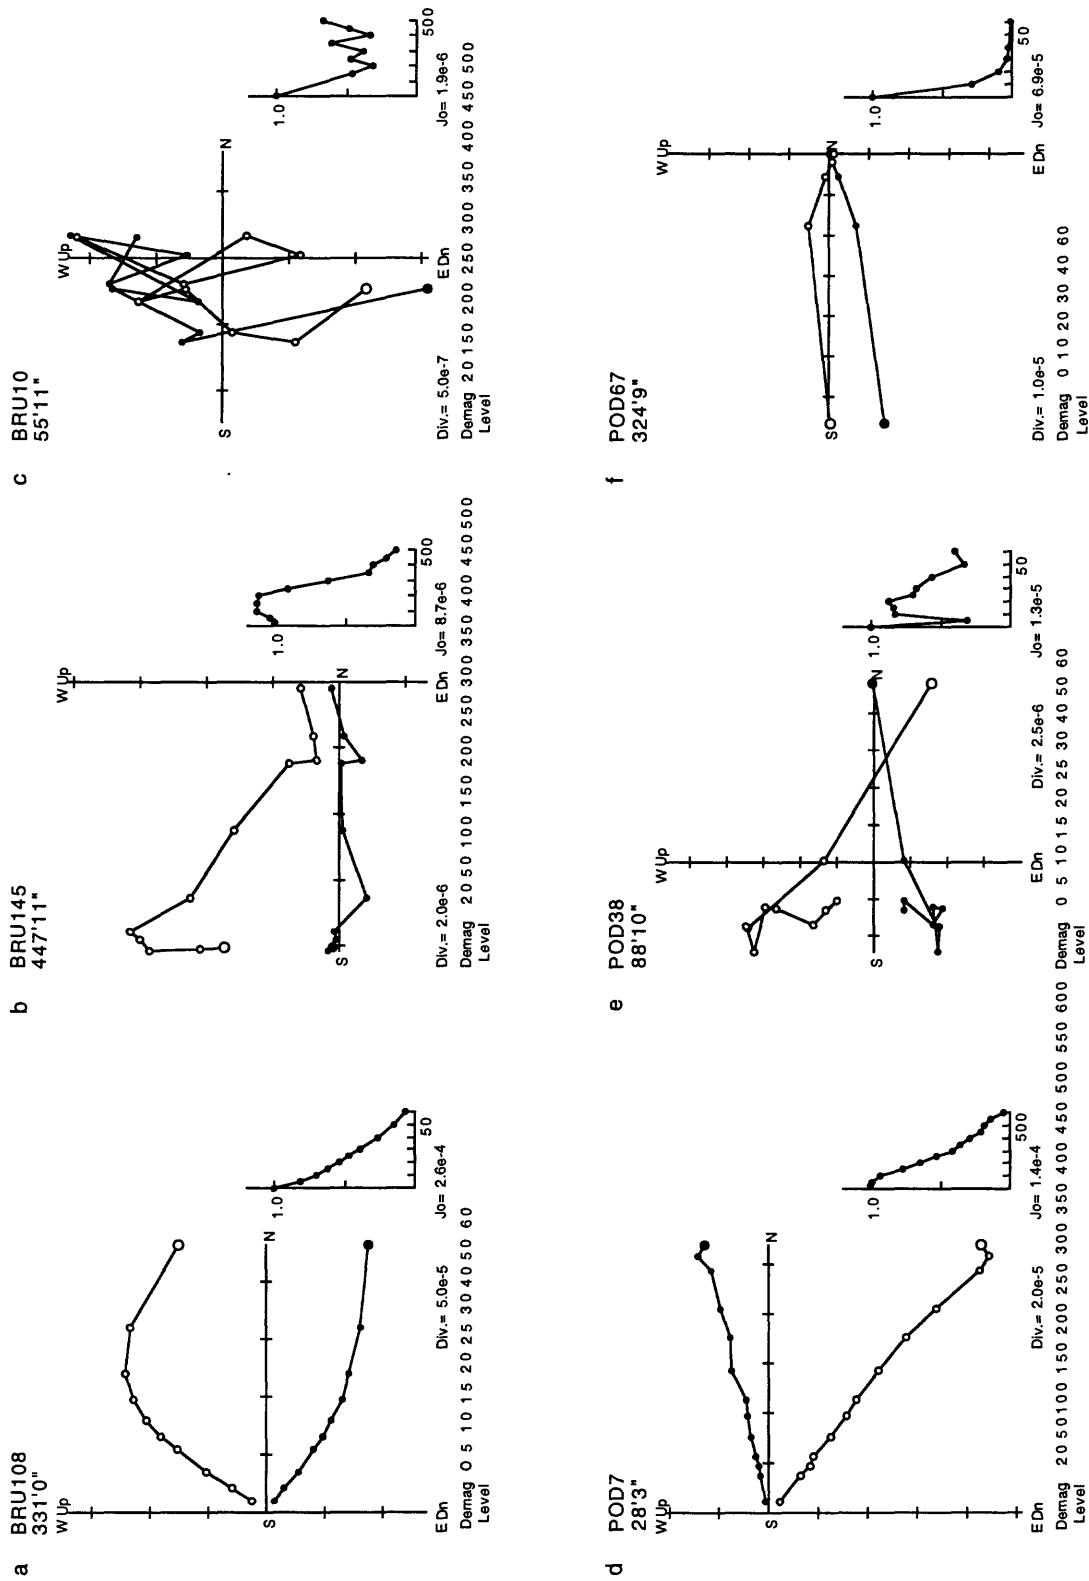 a
BRU108
331'0"
W Up
1.0
S
N
50
E Dn
Div.= 5.0e-5
Jo= 2.6e-4
Demag 0 5 10 15 20 25 30 40 50 60
Level
b
BRU145
447'11"
W Up
1.0
S
N
500
E Dn
Div.= 2.0e-6
Jo= 8.7e-6
Demag 20 50 100 150 200 250 300 350 400 450 500
Level
c
BRU10
55'11"
W Up
1.0
S
N
500
E Dn
Div.= 5.0e-7
Jo= 1.9e-6
Demag 20 150 200 250 300 350 400 450 500
Level
d
POD7
28'3"
W Up
1.0
S
N
500
E Dn
Div.= 2.0e-5
Jo= 1.4e-4
Demag 20 50 100 150 200 250 300 350 400 450 500 550 600
Level
e
POD38
88'10"
W Up
1.0
S
N
50
E Dn
Div.= 2.5e-6
Jo= 1.3e-5
Demag 0 5 10 15 20 25 30 40 50 60
Level
f
POD67
324'9"
W Up
1.0
S
N
50
E Dn
Div.= 1.0e-5
Jo= 6.9e-5
Demag 0 10 20 30 40 50 60
Level